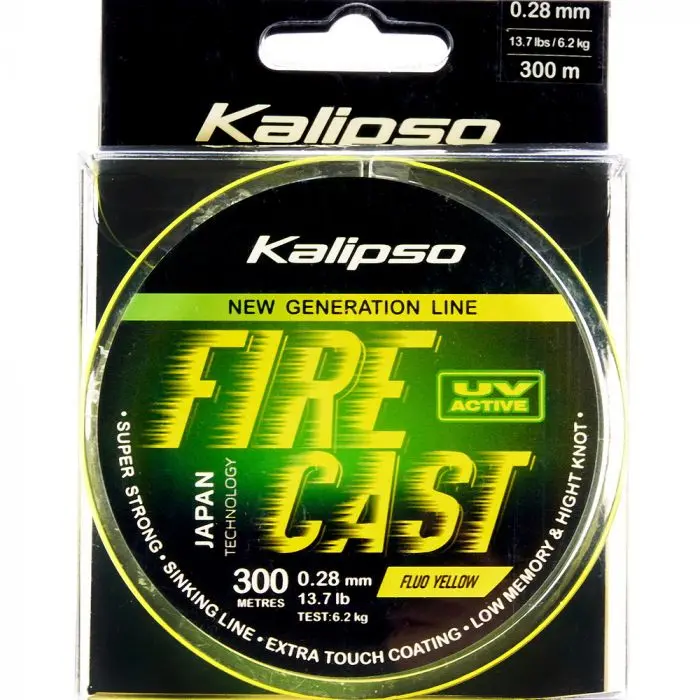 0.28 mm
13.7 lbs / 6.2 kg
300 m
Kalipso
Kalipso
NEW GENERATION LINE
FIRE
CAST
UV
ACTIVE
JAPAN
TECHNOLOGY
300
METRES
0.28 mm
13.7 lb
TEST:6.2 kg
FLUO YELLOW
• SUPER STRONG • SINKING LINE • EXTRA TOUCH COATING • LOW MEMORY & HIGHT KNOT •